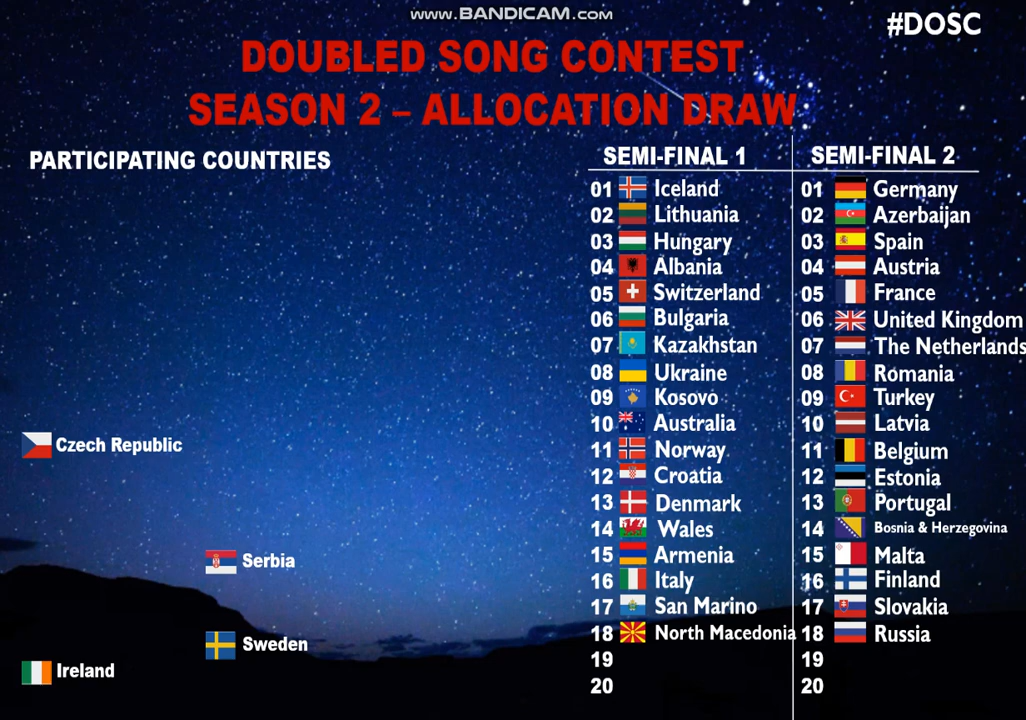 www.BANDICAM.com
#DOSC
DOUBLED SONG CONTEST
SEASON 2 – ALLOCATION DRAW
PARTICIPATING COUNTRIES
Czech Republic
Serbia
Sweden
Ireland
SEMI-FINAL 1
01 Iceland
02 Lithuania
03 Hungary
04 Albania
05 Switzerland
06 Bulgaria
07 Kazakhstan
08 Ukraine
09 Kosovo
10 Australia
11 Norway
12 Croatia
13 Denmark
14 Wales
15 Armenia
16 Italy
17 San Marino
18 North Macedonia
19
20
SEMI-FINAL 2
01 Germany
02 Azerbaijan
03 Spain
04 Austria
05 France
06 United Kingdom
07 The Netherlands
08 Romania
09 Turkey
10 Latvia
11 Belgium
12 Estonia
13 Portugal
14 Bosnia & Herzegovina
15 Malta
16 Finland
17 Slovakia
18 Russia
19
20